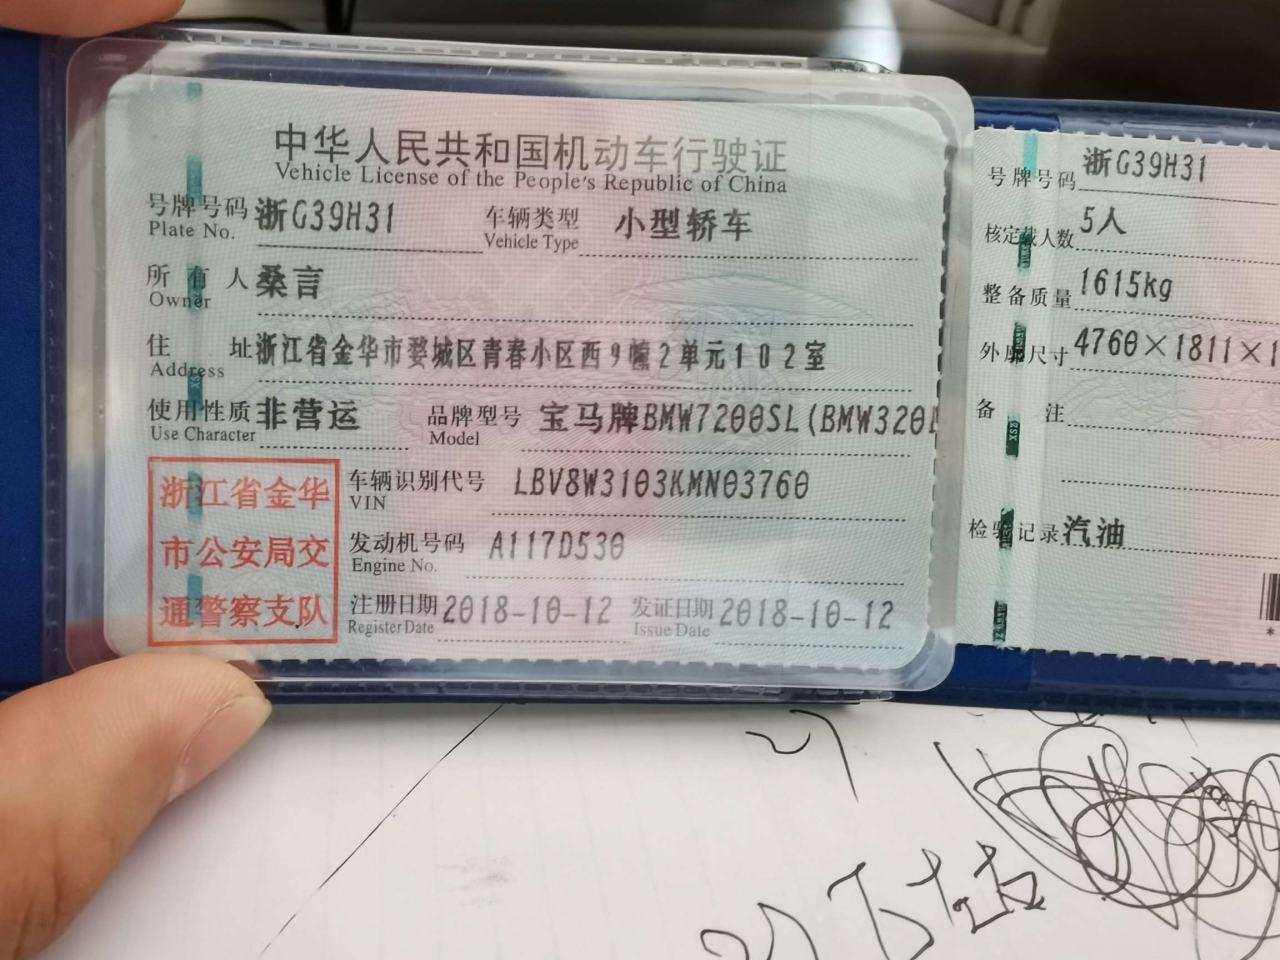 中华人民共和国机动车行驶证
Vehicle License of the People's Republic of China
号牌号码 浙G39H31 车辆类型 小型轿车
Plate No. Vehicle Type
所有人 桑言
Owner
住址 浙江省金华市婺城区青春小区西9幢2单元102室
Address
使用性质 非营运 品牌型号 宝马牌BMW7200SL(BMW320
Use Character Model
浙江省金华
市公安局交
通警察支队
车辆识别代号 LBV8W3103KMN03760
VIN
发动机号码 A117D530
Engine No.
注册日期 2018-10-12 发证日期 2018-10-12
Register Date Issue Date
号牌号码 浙G39H31
核定载人数 5人
整备质量 1615kg
外廓尺寸 4760×1811×1
备注
检验记录 汽油